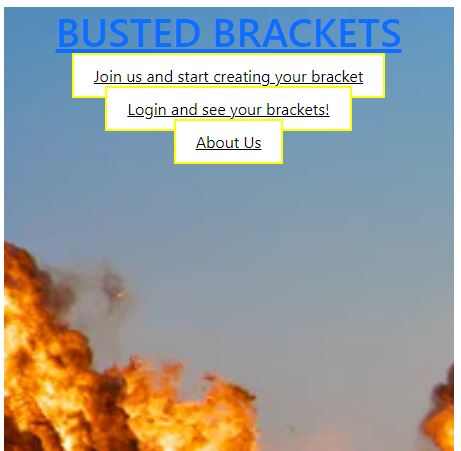 BUSTED BRACKETS
Join us and start creating your bracket
Login and see your brackets!
About Us